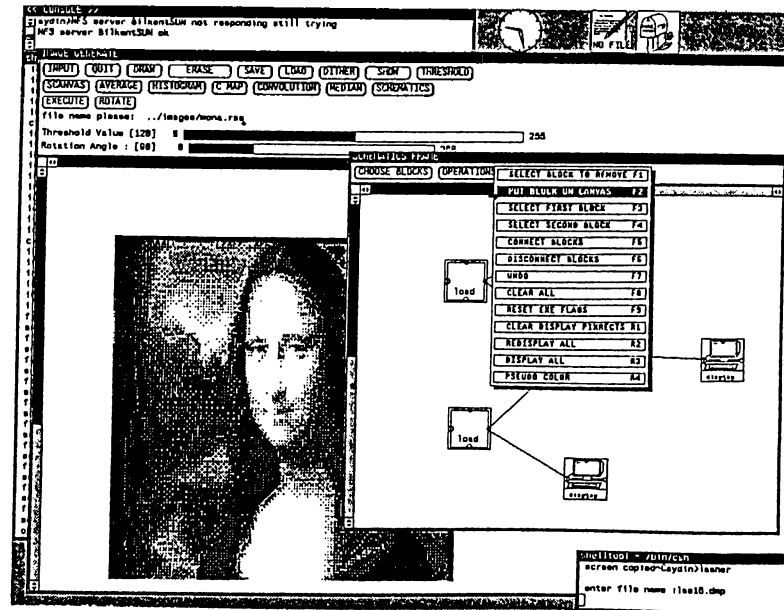 << CONSOLE >>
aydin)NFS server BilkentSUN not responding still trying
NFS server BilkentSUN ok
NO FILE
IMAGE GENERATE
INPUT QUIT DRAW ERASE SAVE LOAD DITHER SHOW THRESHOLD
SCANVAS AVERAGE HISTOGRAM C MAP CONVOLUTION MEDIAN SCHEMATICS
EXECUTE ROTATE
file name please: ../images/mona.ras
Threshold Value [128] 0 255
Rotation Angle : [90] 0 360
SCHEMATICS FRAME
CHOOSE BLOCKS OPERATIONS
SELECT BLOCK TO REMOVE F1
PUT BLOCK ON CANVAS F2
SELECT FIRST BLOCK F3
SELECT SECOND BLOCK F4
CONNECT BLOCKS F5
DISCONNECT BLOCKS F6
UNDO F7
CLEAR ALL F8
RESET EXE FLAGS F9
CLEAR DISPLAY PIXRECTS R1
REDISPLAY ALL R2
DISPLAY ALL R3
PSEUDO COLOR R4
load
display
load
display
shelltool - /bin/csh
screen copied~(aydin)lasner
enter file name :lss16.dmp